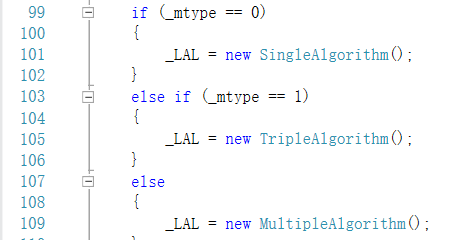 99 if (_mtype == 0)
100 {
101 _LAL = new SingleAlgorithm();
102 }
103 else if (_mtype == 1)
104 {
105 _LAL = new TripleAlgorithm();
106 }
107 else
108 {
109 _LAL = new MultipleAlgorithm();